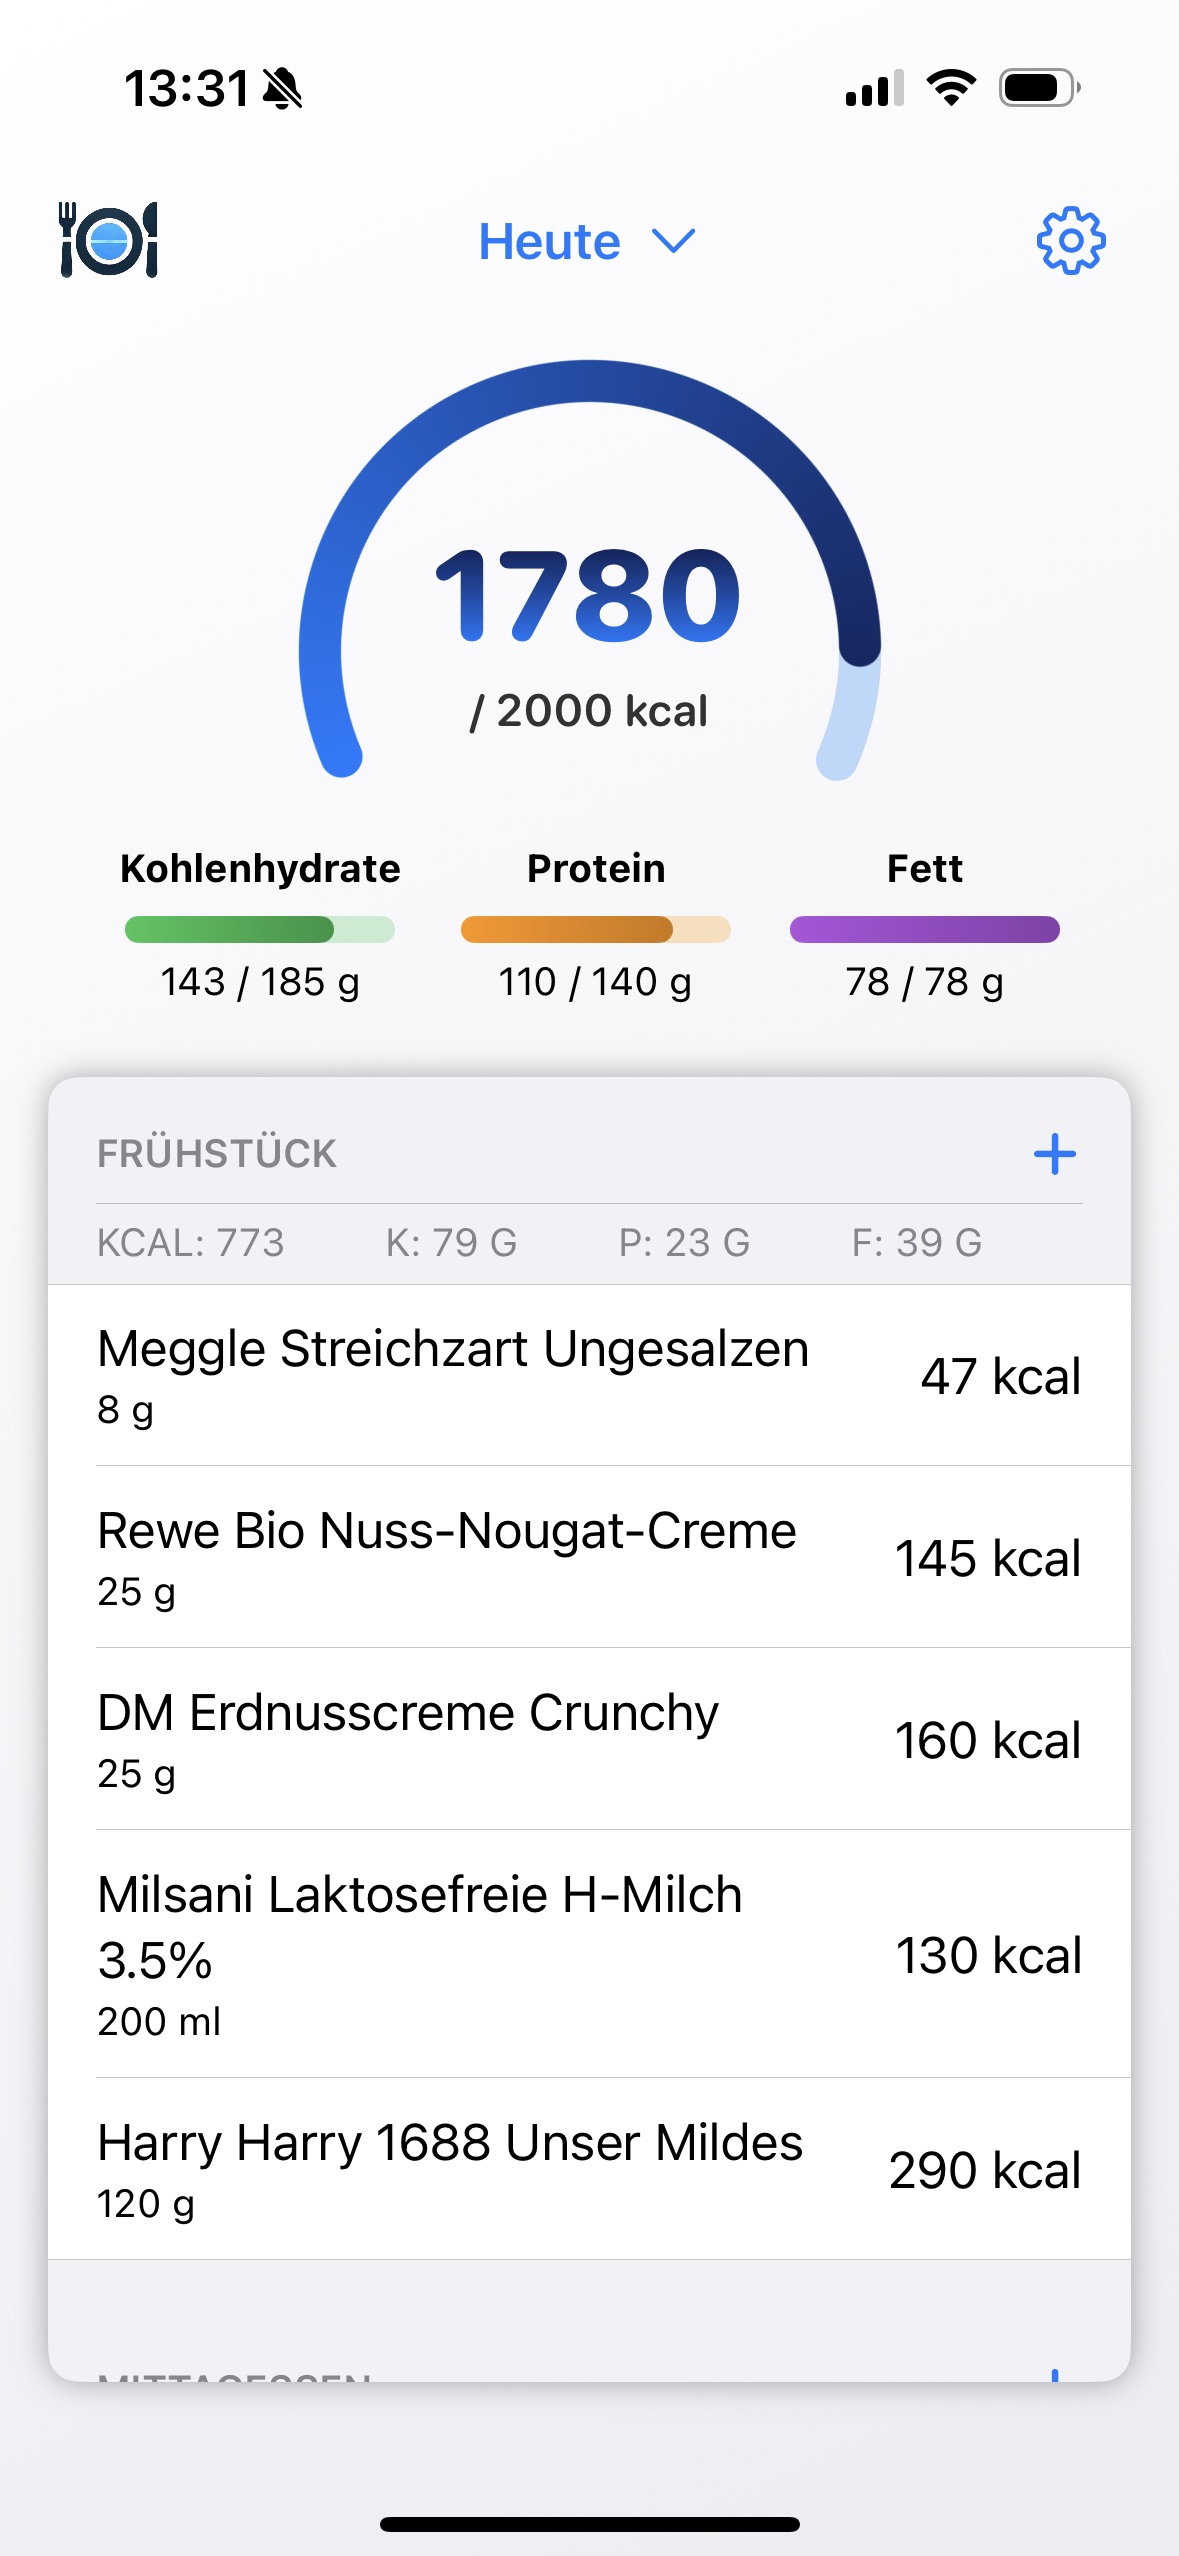 13:31
Heute
1780
/ 2000 kcal
Kohlenhydrate Protein Fett
143 / 185 g 110 / 140 g 78 / 78 g
FRÜHSTÜCK
KCAL: 773 K: 79 G P: 23 G F: 39 G
Meggle Streichzart Ungesalzen
8 g
47 kcal
Rewe Bio Nuss-Nougat-Creme
25 g
145 kcal
DM Erdnusscreme Crunchy
25 g
160 kcal
Milsani Laktosefreie H-Milch
3.5%
200 ml
130 kcal
Harry Harry 1688 Unser Mildes
120 g
290 kcal
MITTAGESSEN